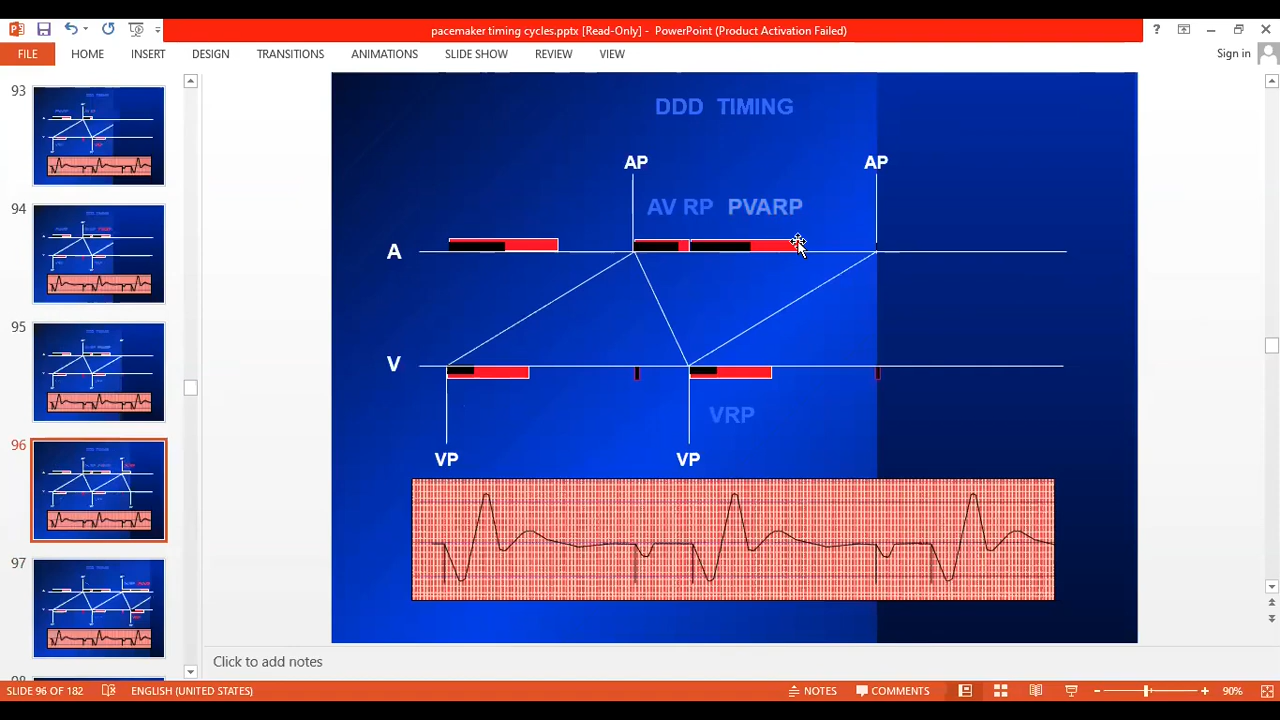 pacemaker timing cycles.pptx [Read-Only] - PowerPoint (Product Activation Failed)
?
FILE HOME INSERT DESIGN TRANSITIONS ANIMATIONS SLIDE SHOW REVIEW VIEW Sign in
93
94
95
96
97
DDD TIMING
AP AP
AV RP PVARP
A
V
VRP
VP VP
Click to add notes
SLIDE 96 OF 182 ENGLISH (UNITED STATES) NOTES COMMENTS 90%